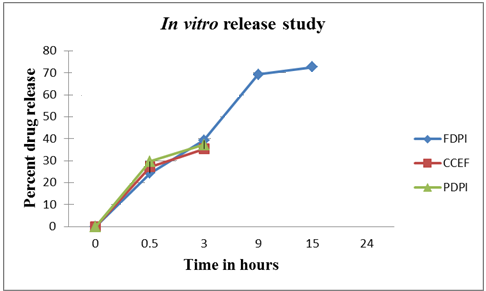 In vitro release study
Percent drug release
80
70
60
50
40
30
20
10
0
0 0.5 3 9 15 24
Time in hours
FDPI
CCEF
PDPI